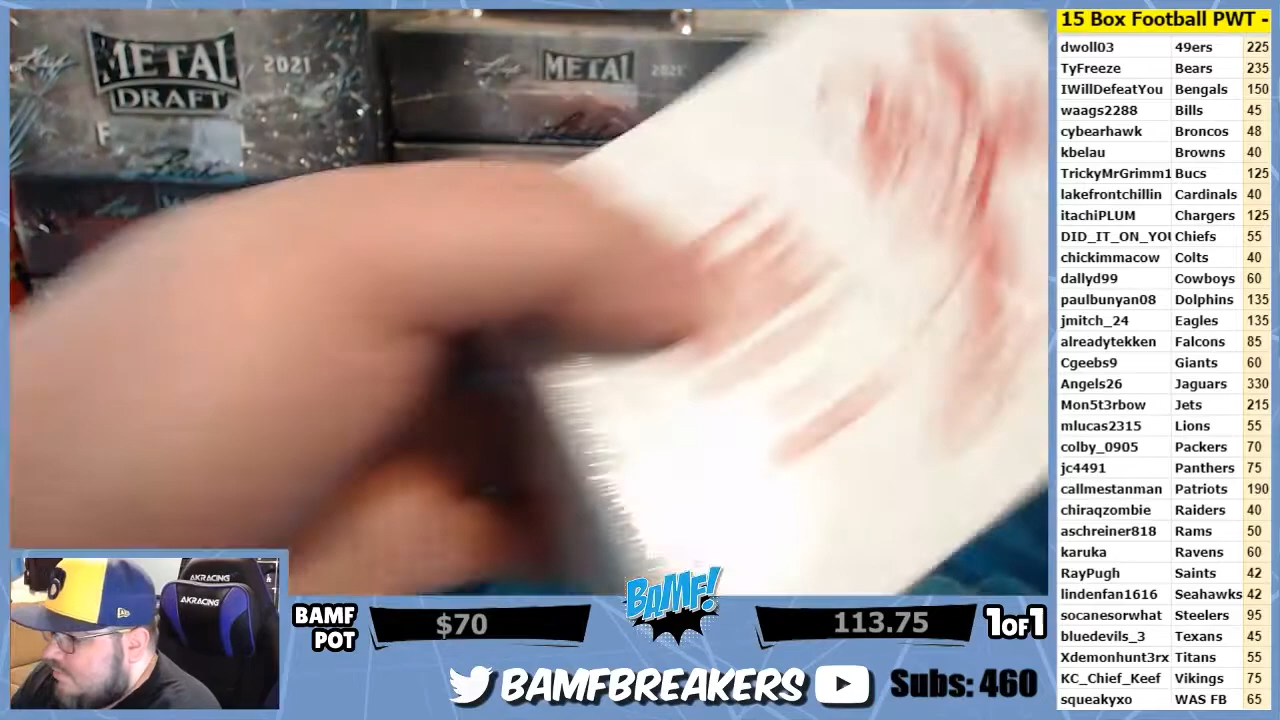 METAL
DRAFT
2021
Leaf
METAL
2021
15 Box Football PWT -
dwoll03 49ers 225
TyFreeze Bears 235
IWillDefeatYou Bengals 150
waags2288 Bills 45
cybearhawk Broncos 48
kbelau Browns 40
TrickyMrGrimm1 Bucs 125
lakefrontchillin Cardinals 40
itachiPLUM Chargers 125
DID_IT_ON_YOU Chiefs 55
chickimmacow Colts 40
dallyd99 Cowboys 60
paulbunyan08 Dolphins 135
jmitch_24 Eagles 135
alreadytekken Falcons 85
Cgeebs9 Giants 60
Angels26 Jaguars 330
Mon5t3rbow Jets 215
mlucas2315 Lions 55
colby_0905 Packers 70
jc4491 Panthers 75
callmestanman Patriots 190
chiraqzombie Raiders 40
aschreiner818 Rams 50
karuka Ravens 60
RayPugh Saints 42
lindenfan1616 Seahawks 42
socanesorwhat Steelers 95
bluedevils_3 Texans 45
Xdemonhunt3rx Titans 55
KC_Chief_Keef Vikings 75
squeakyxo WAS FB 65
AKRACING
AKRACING
BAMF POT $70
BAMF!
113.75 1OF1
BAMFBREAKERS Subs: 460